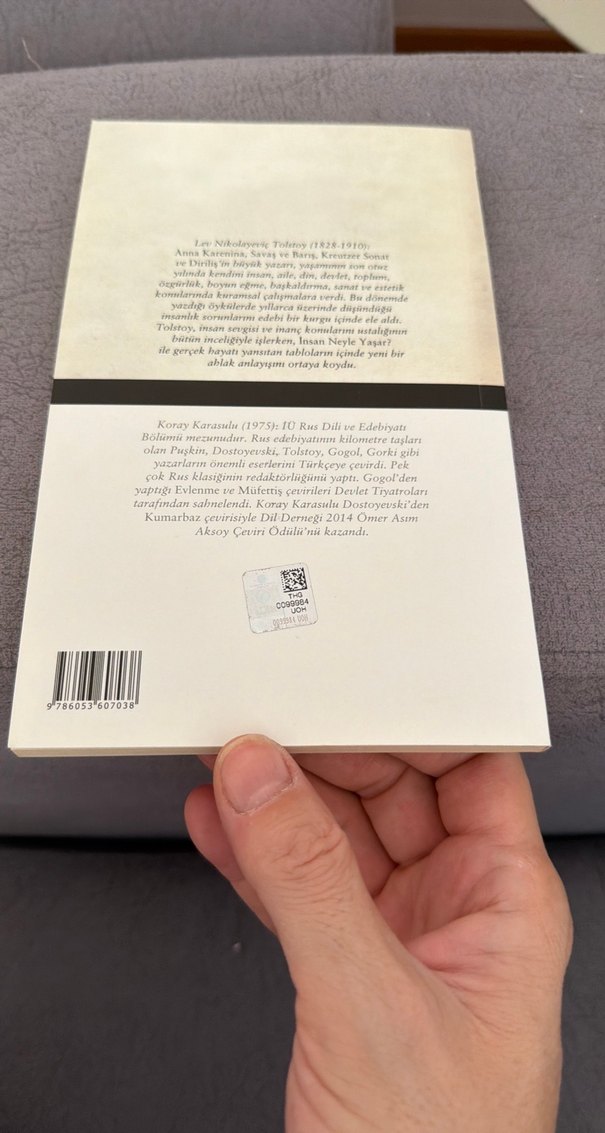 Lev Nikolayeviç Tolstoy (1828-1910):
Anna Karenina, Savaş ve Barış, Kreutzer Sonat
ve Diriliş'in büyük yazarı, yaşamının son otuz
yılında kendini insan, aile, din, devlet, toplum,
özgürlük, boyun eğme, başkaldırma, sanat ve estetik
konularında kuramsal çalışmalara verdi. Bu dönemde
yazdığı öykülerde yıllarca üzerinde düşündüğü
insanlık sorunlarını edebi bir kurgu içinde ele aldı.
Tolstoy, insan sevgisi ve inanç konularını ustalığının
bütün inceliğiyle işlerken, İnsan Neyle Yaşar?
ile gerçek hayatı yansıtan tabloların içinde yeni bir
ahlak anlayışını ortaya koydu.
Koray Karasulu (1975): İÜ Rus Dili ve Edebiyatı
Bölümü mezunudur. Rus edebiyatının kilometre taşları
olan Puşkin, Dostoyevski, Tolstoy, Gogol, Gorki gibi
yazarların önemli eserlerini Türkçeye çevirdi. Pek
çok Rus klasiğinin redaktörlüğünü yaptı. Gogol'den
yaptığı Evlenme ve Müfettiş çevirileri Devlet Tiyatroları
tarafından sahnelendi. Koray Karasulu Dostoyevski'den
Kumarbaz çevirisiyle Dil Derneği 2014 Ömer Asım
Aksoy Çeviri Ödülü'nü kazandı.
THG
0099984
UOH
0099984 UOH
9 786053 607038